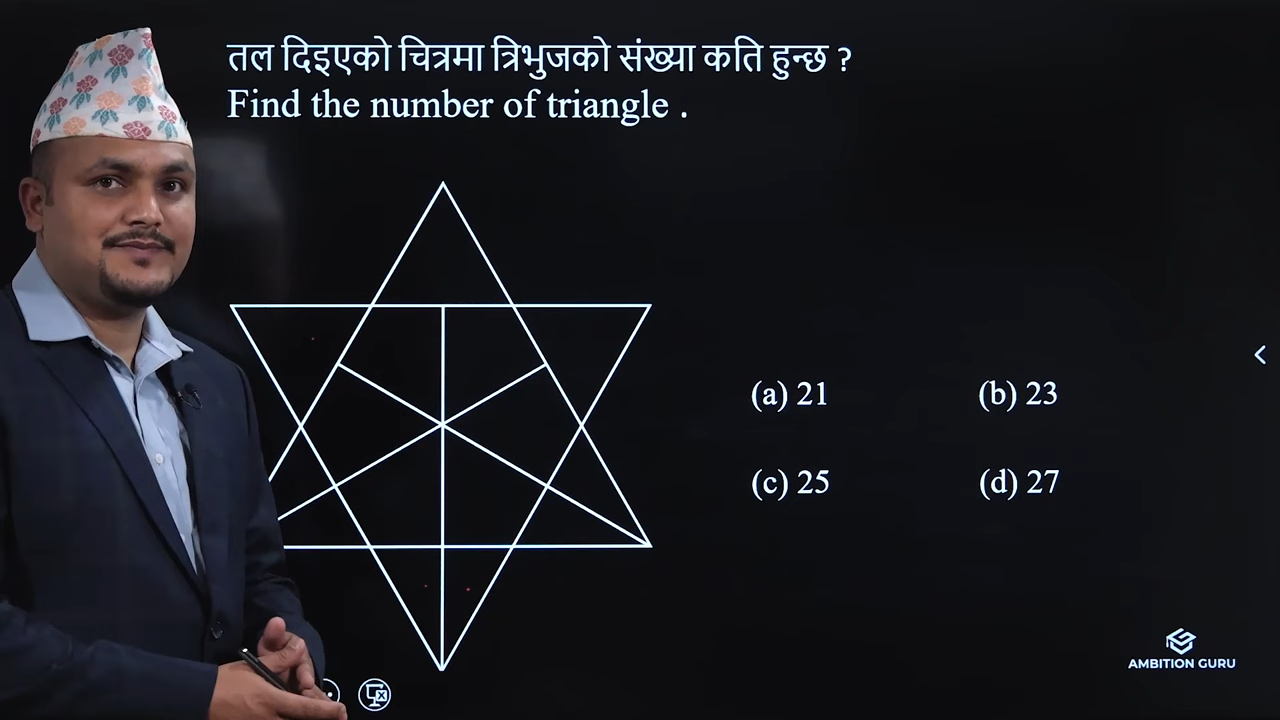 तल दिइएको चित्रमा त्रिभुजको संख्या कति हुन्छ ?
Find the number of triangle .
(a) 21
(b) 23
(c) 25
(d) 27
AMBITION GURU